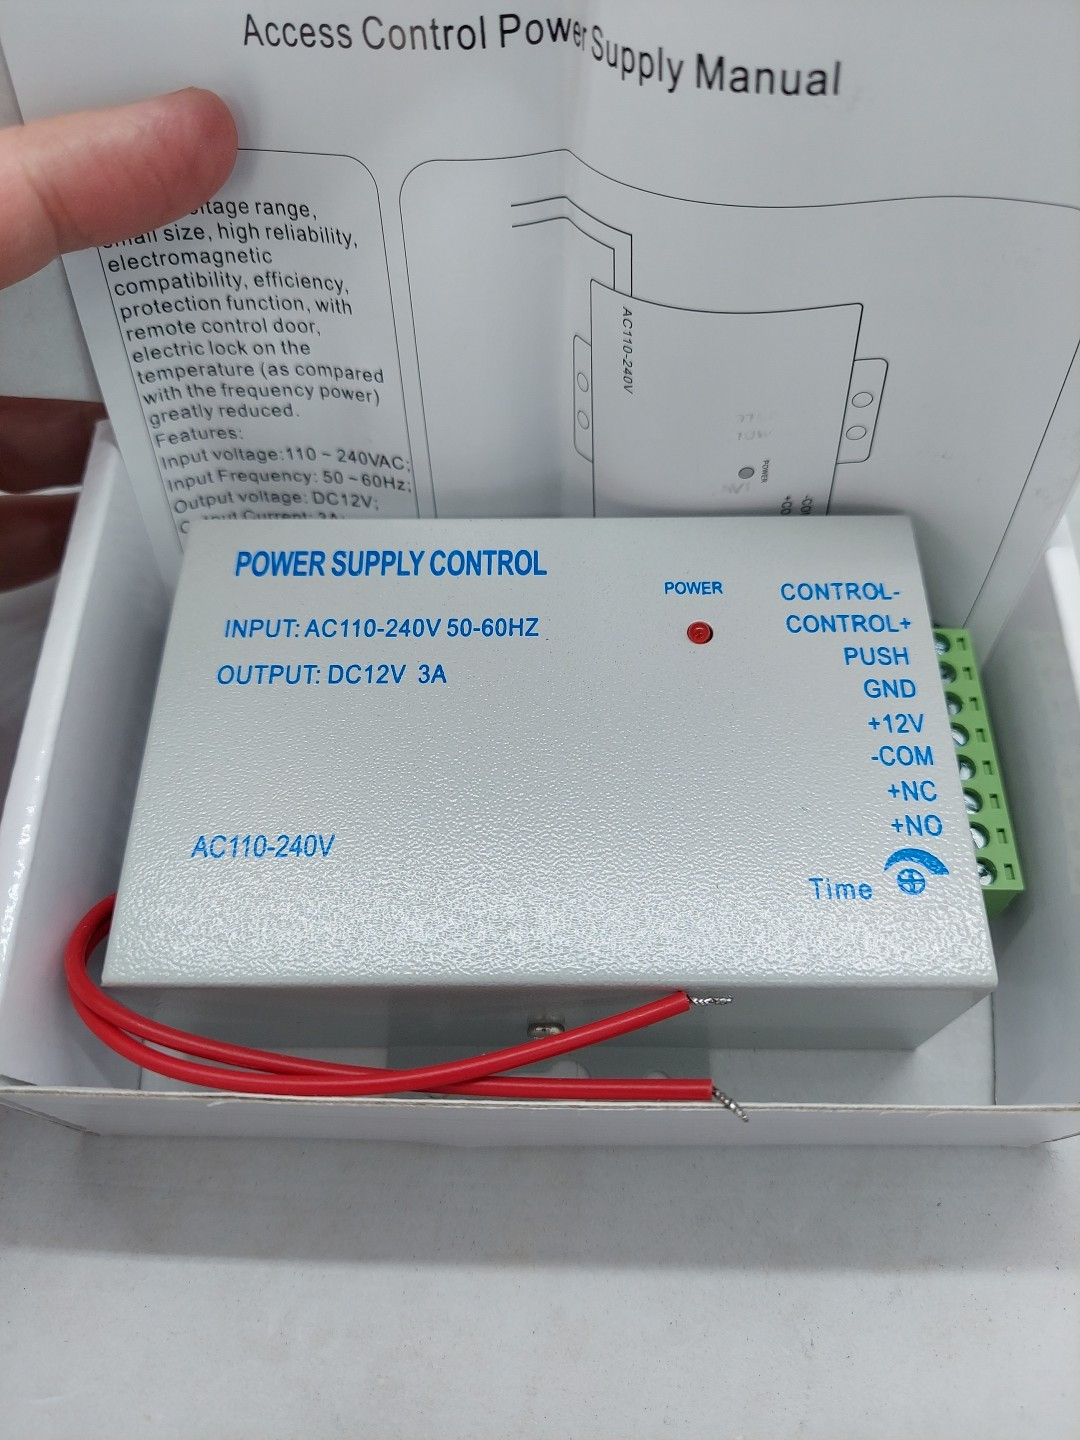 Access Control Power Supply Manual
range,
size, high reliability,
electromagnetic
compatibility, efficiency,
protection function, with
remote control door,
electric lock on the
temperature (as compared
with the frequency power)
greatly reduced.
Features:
Input voltage:110 ~ 240VAC;
Input Frequency: 50 ~ 60Hz;
Output voltage: DC12V;
AC110-240V
POWER
POWER SUPPLY CONTROL
INPUT: AC110-240V 50-60HZ
OUTPUT: DC12V 3A
AC110-240V
POWER
CONTROL-
CONTROL+
PUSH
GND
+12V
-COM
+NC
+NO
Time